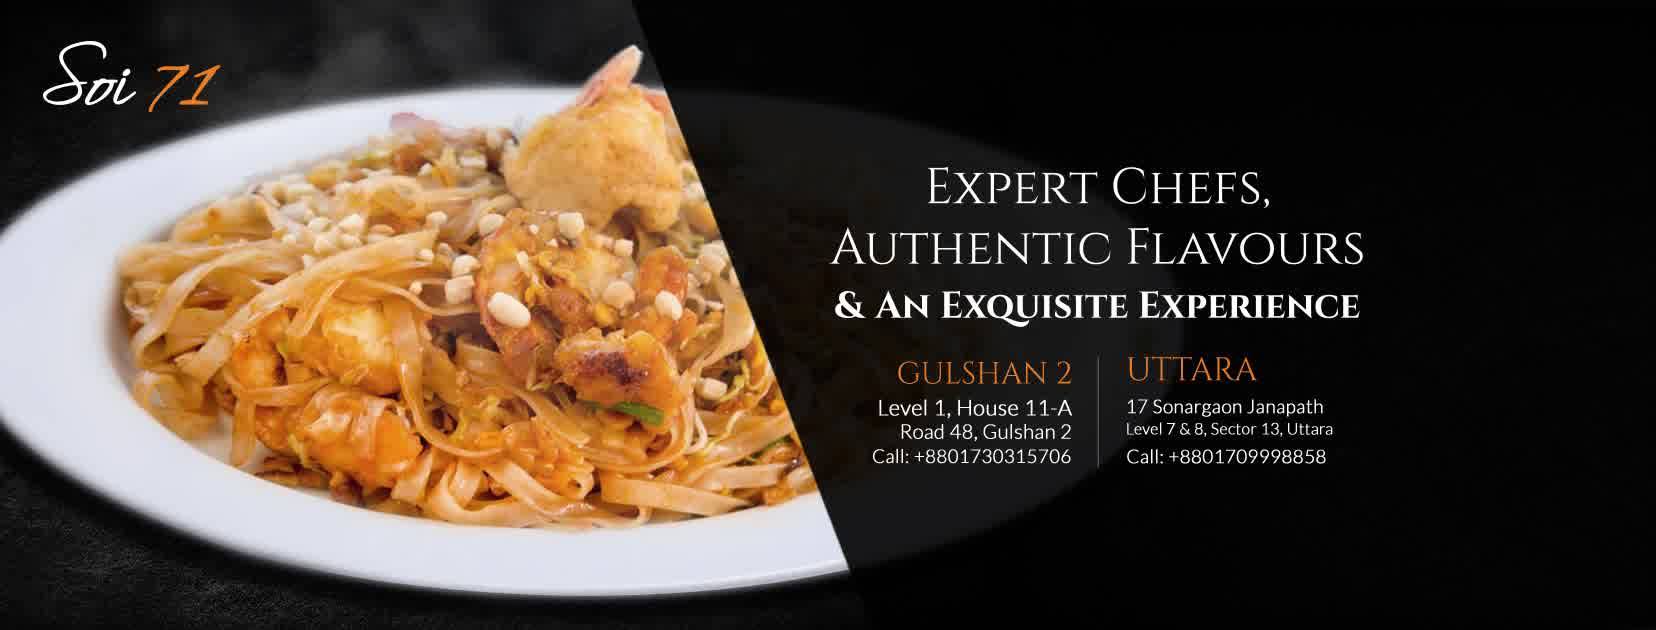 Soi 71
Expert Chefs,
Authentic Flavours
& An Exquisite Experience
GULSHAN 2
Level 1, House 11-A
Road 48, Gulshan 2
Call: +8801730315706
UTTARA
17 Sonargaon Janapath
Level 7 & 8, Sector 13, Uttara
Call: +8801709998858